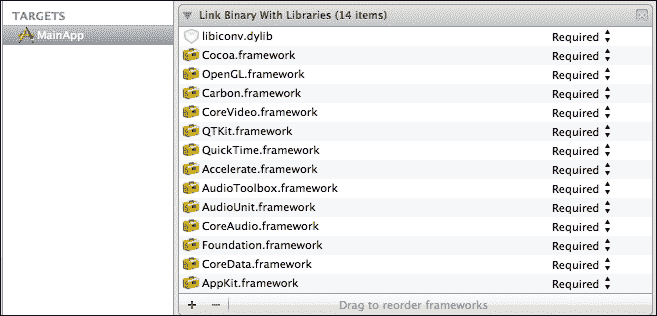 TARGETS
MainApp
Link Binary With Libraries (14 items)
libiconv.dylib Required
Cocoa.framework Required
OpenGL.framework Required
Carbon.framework Required
CoreVideo.framework Required
QTKit.framework Required
QuickTime.framework Required
Accelerate.framework Required
AudioToolbox.framework Required
AudioUnit.framework Required
CoreAudio.framework Required
Foundation.framework Required
CoreData.framework Required
AppKit.framework Required
+ − Drag to reorder frameworks